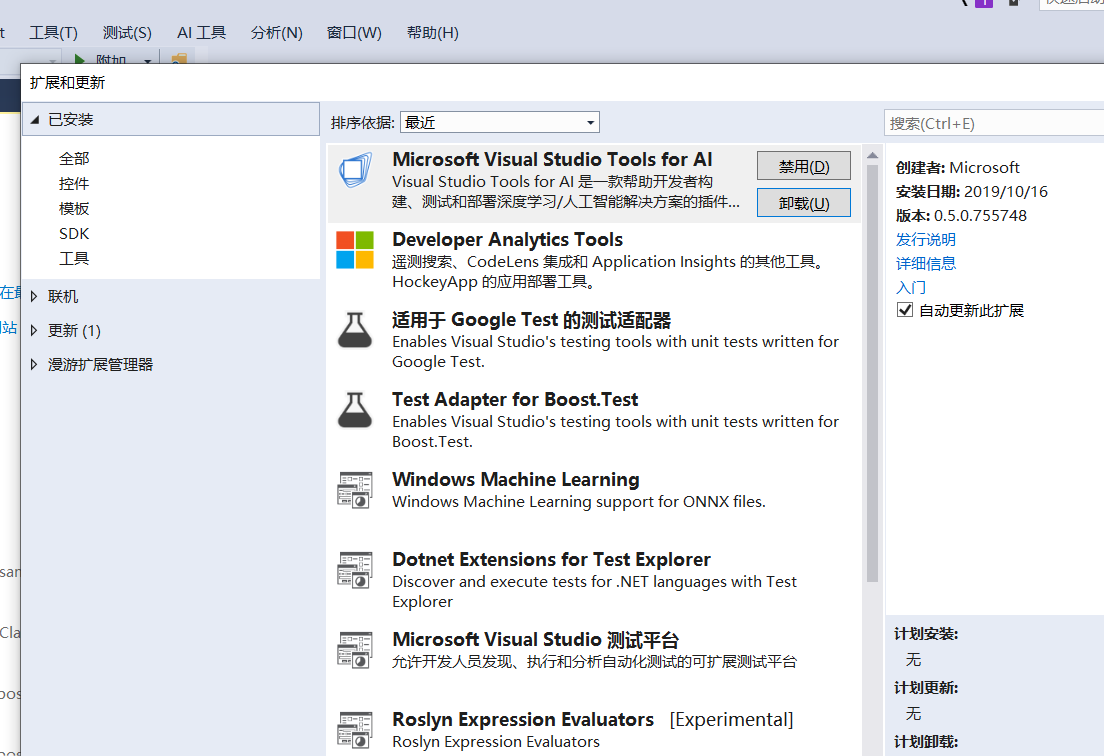 工具(T) 测试(S) AI 工具 分析(N) 窗口(W) 帮助(H)
附加
扩展和更新
已安装
全部
控件
模板
SDK
工具
联机
更新 (1)
漫游扩展管理器
排序依据: 最近
Microsoft Visual Studio Tools for AI
Visual Studio Tools for AI 是一款帮助开发者构
建、测试和部署深度学习/人工智能解决方案的插件...
禁用(D)
卸载(U)
Developer Analytics Tools
遥测搜索、CodeLens 集成和 Application Insights 的其他工具。
HockeyApp 的应用部署工具。
适用于 Google Test 的测试适配器
Enables Visual Studio's testing tools with unit tests written for
Google Test.
Test Adapter for Boost.Test
Enables Visual Studio's testing tools with unit tests written for
Boost.Test.
Windows Machine Learning
Windows Machine Learning support for ONNX files.
Dotnet Extensions for Test Explorer
Discover and execute tests for .NET languages with Test
Explorer
Microsoft Visual Studio 测试平台
允许开发人员发现、执行和分析自动化测试的可扩展测试平台
Roslyn Expression Evaluators [Experimental]
Roslyn Expression Evaluators
搜索(Ctrl+E)
创建者: Microsoft
安装日期: 2019/10/16
版本: 0.5.0.755748
发行说明
详细信息
入门
自动更新此扩展
计划安装:
无
计划更新:
无
计划卸载: